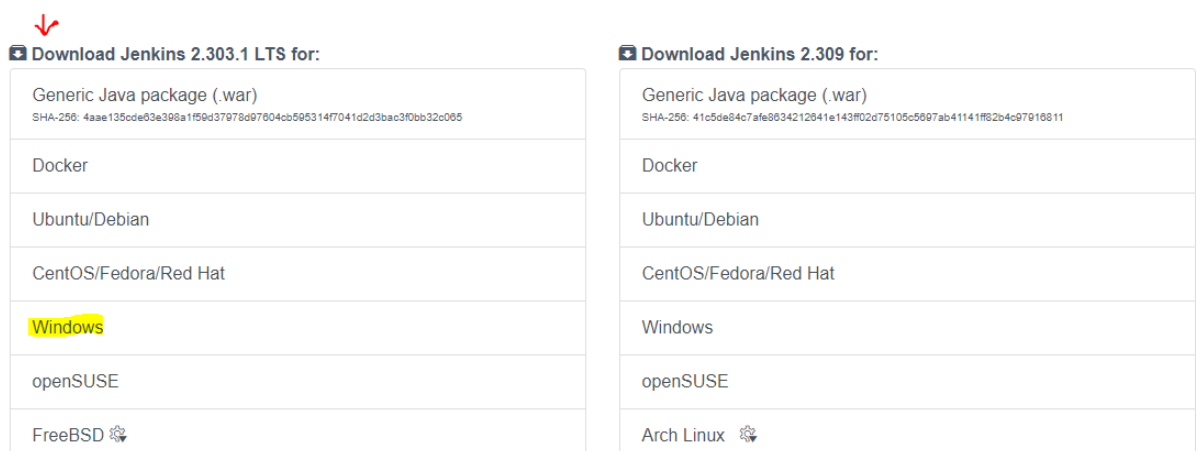 Download Jenkins 2.303.1 LTS for:
Generic Java package (.war)
SHA-256: 4aae135cde63e398a1f59d37978d97604cb595314f7041d2d3bac3f0bb32c065
Docker
Ubuntu/Debian
CentOS/Fedora/Red Hat
Windows
openSUSE
FreeBSD
Download Jenkins 2.309 for:
Generic Java package (.war)
SHA-256: 41c5de84c7afe8634212641e143ff02d75105c5697ab41141ff82b4c97916811
Docker
Ubuntu/Debian
CentOS/Fedora/Red Hat
Windows
openSUSE
Arch Linux